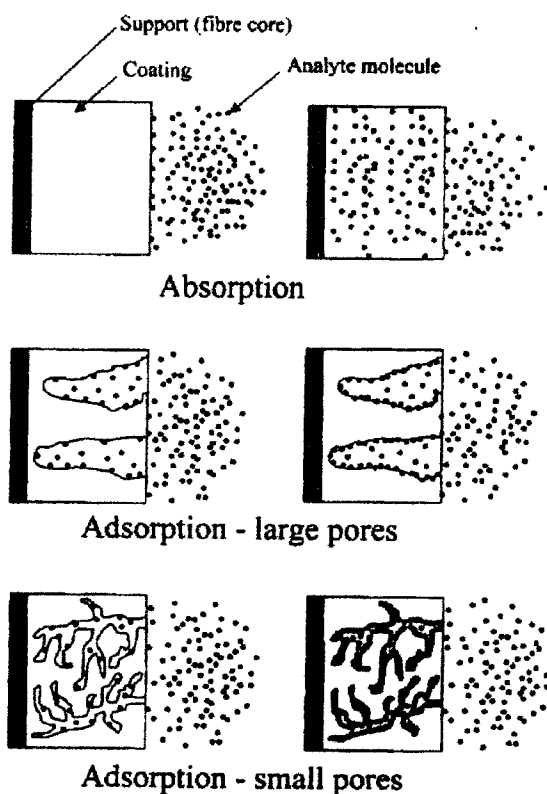 Support (fibre core)
Coating
Analyte molecule
Absorption
Adsorption - large pores
Adsorption - small pores